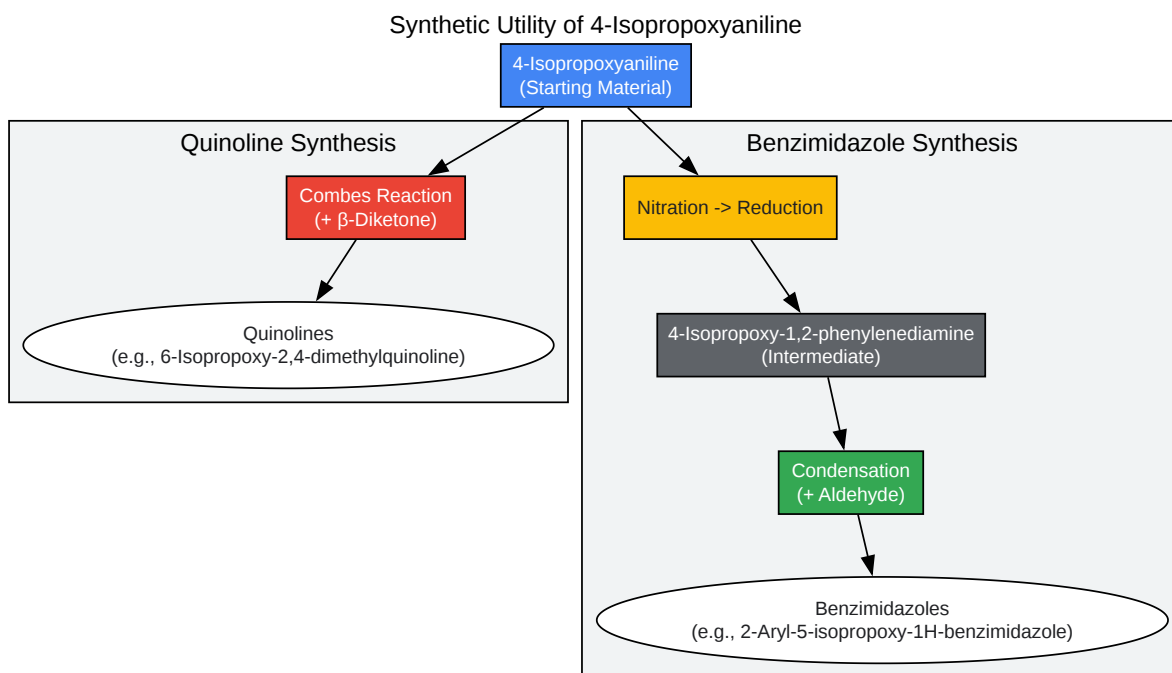 Synthetic Utility of 4-Isopropoxyaniline
4-Isopropoxyaniline
(Starting Material)
Quinoline Synthesis
Combes Reaction
(+ β-Diketone)
Quinolines
(e.g., 6-Isopropoxy-2,4-dimethylquinoline)
Benzimidazole Synthesis
Nitration -> Reduction
4-Isopropoxy-1,2-phenylenediamine
(Intermediate)
Condensation
(+ Aldehyde)
Benzimidazoles
(e.g., 2-Aryl-5-isopropoxy-1H-benzimidazole)